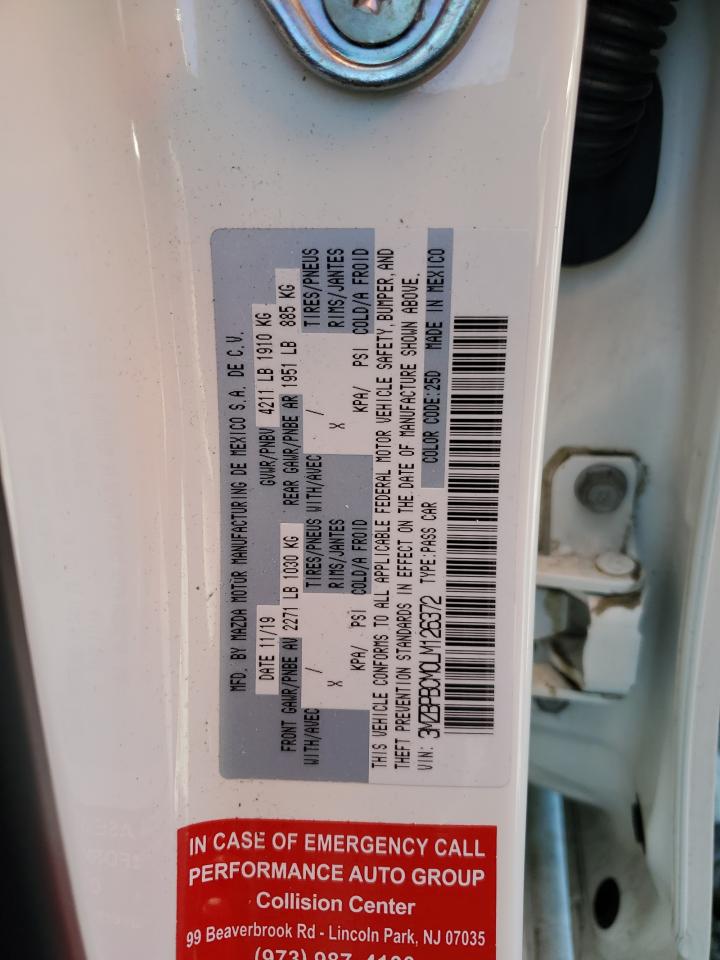 MFD. BY MAZDA MOTOR MANUFACTURING DE MEXICO S.A. DE C.V.
DATE 11/19 GVWR/PNBV 4211 LB 1910 KG
FRONT GAWR/PNBE AV 2271 LB 1030 KG REAR GAWR/PNBE AR 1951 LB 885 KG
WITH/AVEC / TIRES/PNEUS WITH/AVEC / TIRES/PNEUS
X RIMS/JANTES X RIMS/JANTES
KPA/ PSI COLD/A FROID KPA/ PSI COLD/A FROID
THIS VEHICLE CONFORMS TO ALL APPLICABLE FEDERAL MOTOR VEHICLE SAFETY, BUMPER, AND
THEFT PREVENTION STANDARDS IN EFFECT ON THE DATE OF MANUFACTURE SHOWN ABOVE.
VIN: 3MZBPBCM0LM126372 TYPE:PASS CAR COLOR CODE:25D MADE IN MEXICO
IN CASE OF EMERGENCY CALL
PERFORMANCE AUTO GROUP
Collision Center
99 Beaverbrook Rd - Lincoln Park, NJ 07035
(973) 987-